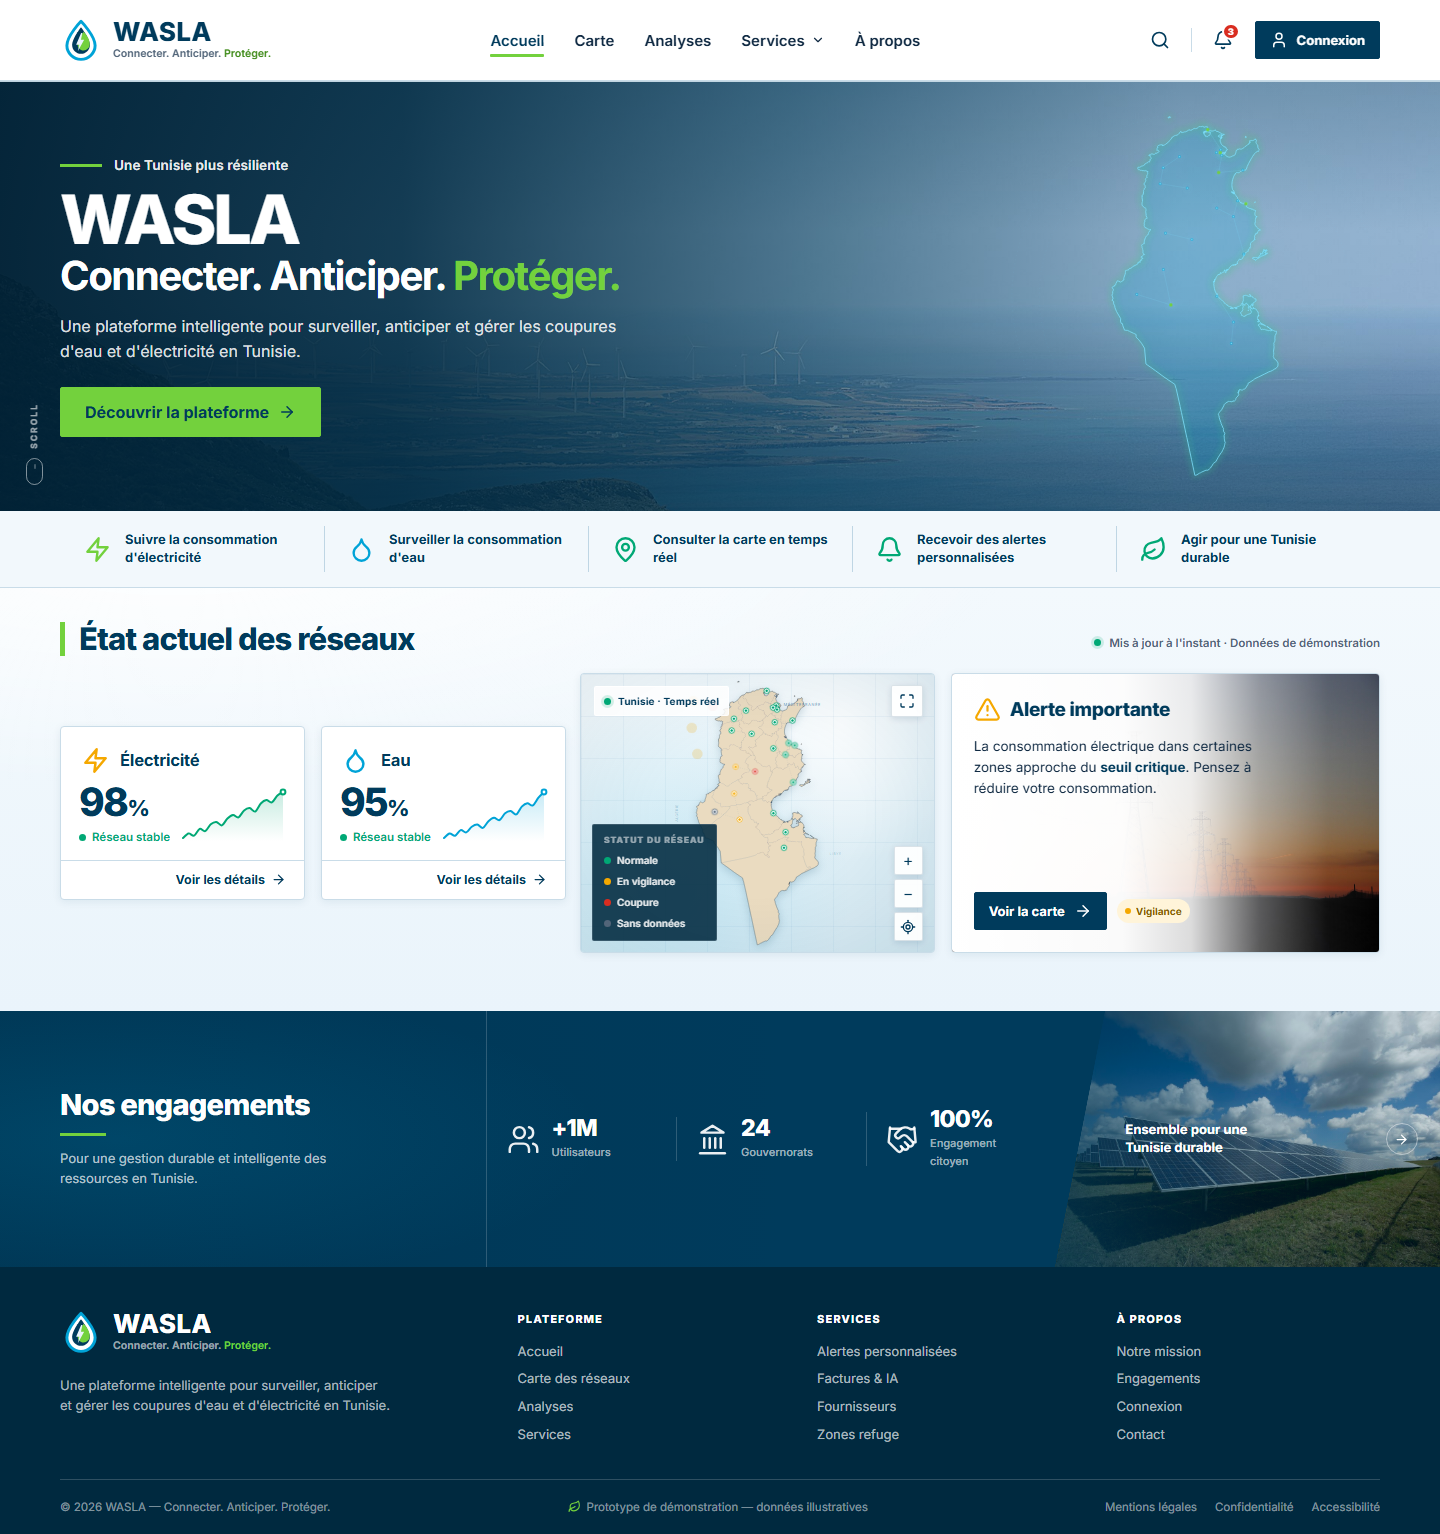 WASLA
Connecter. Anticiper. Protéger.
Accueil
Carte
Analyses
Services
À propos
3
Connexion
Une Tunisie plus résiliente
WASLA
Connecter. Anticiper. Protéger.
Une plateforme intelligente pour surveiller, anticiper et gérer les coupures
d'eau et d'électricité en Tunisie.
Découvrir la plateforme
SCROLL
Suivre la consommation
d'électricité
Surveiller la consommation
d'eau
Consulter la carte en temps
réel
Recevoir des alertes
personnalisées
Agir pour une Tunisie
durable
État actuel des réseaux
Mis à jour à l'instant · Données de démonstration
Électricité
98%
Réseau stable
Voir les détails
Eau
95%
Réseau stable
Voir les détails
Tunisie · Temps réel
STATUT DU RÉSEAU
Normale
En vigilance
Coupure
Sans données
+
−
Alerte importante
La consommation électrique dans certaines
zones approche du seuil critique. Pensez à
réduire votre consommation.
Voir la carte
Vigilance
Nos engagements
Pour une gestion durable et intelligente des
ressources en Tunisie.
+1M
Utilisateurs
24
Gouvernorats
100%
Engagement
citoyen
Ensemble pour une
Tunisie durable
WASLA
Connecter. Anticiper. Protéger.
Une plateforme intelligente pour surveiller, anticiper
et gérer les coupures d'eau et d'électricité en Tunisie.
PLATEFORME
Accueil
Carte des réseaux
Analyses
Services
SERVICES
Alertes personnalisées
Factures & IA
Fournisseurs
Zones refuge
À PROPOS
Notre mission
Engagements
Connexion
Contact
© 2026 WASLA — Connecter. Anticiper. Protéger.
Prototype de démonstration — données illustratives
Mentions légales
Confidentialité
Accessibilité